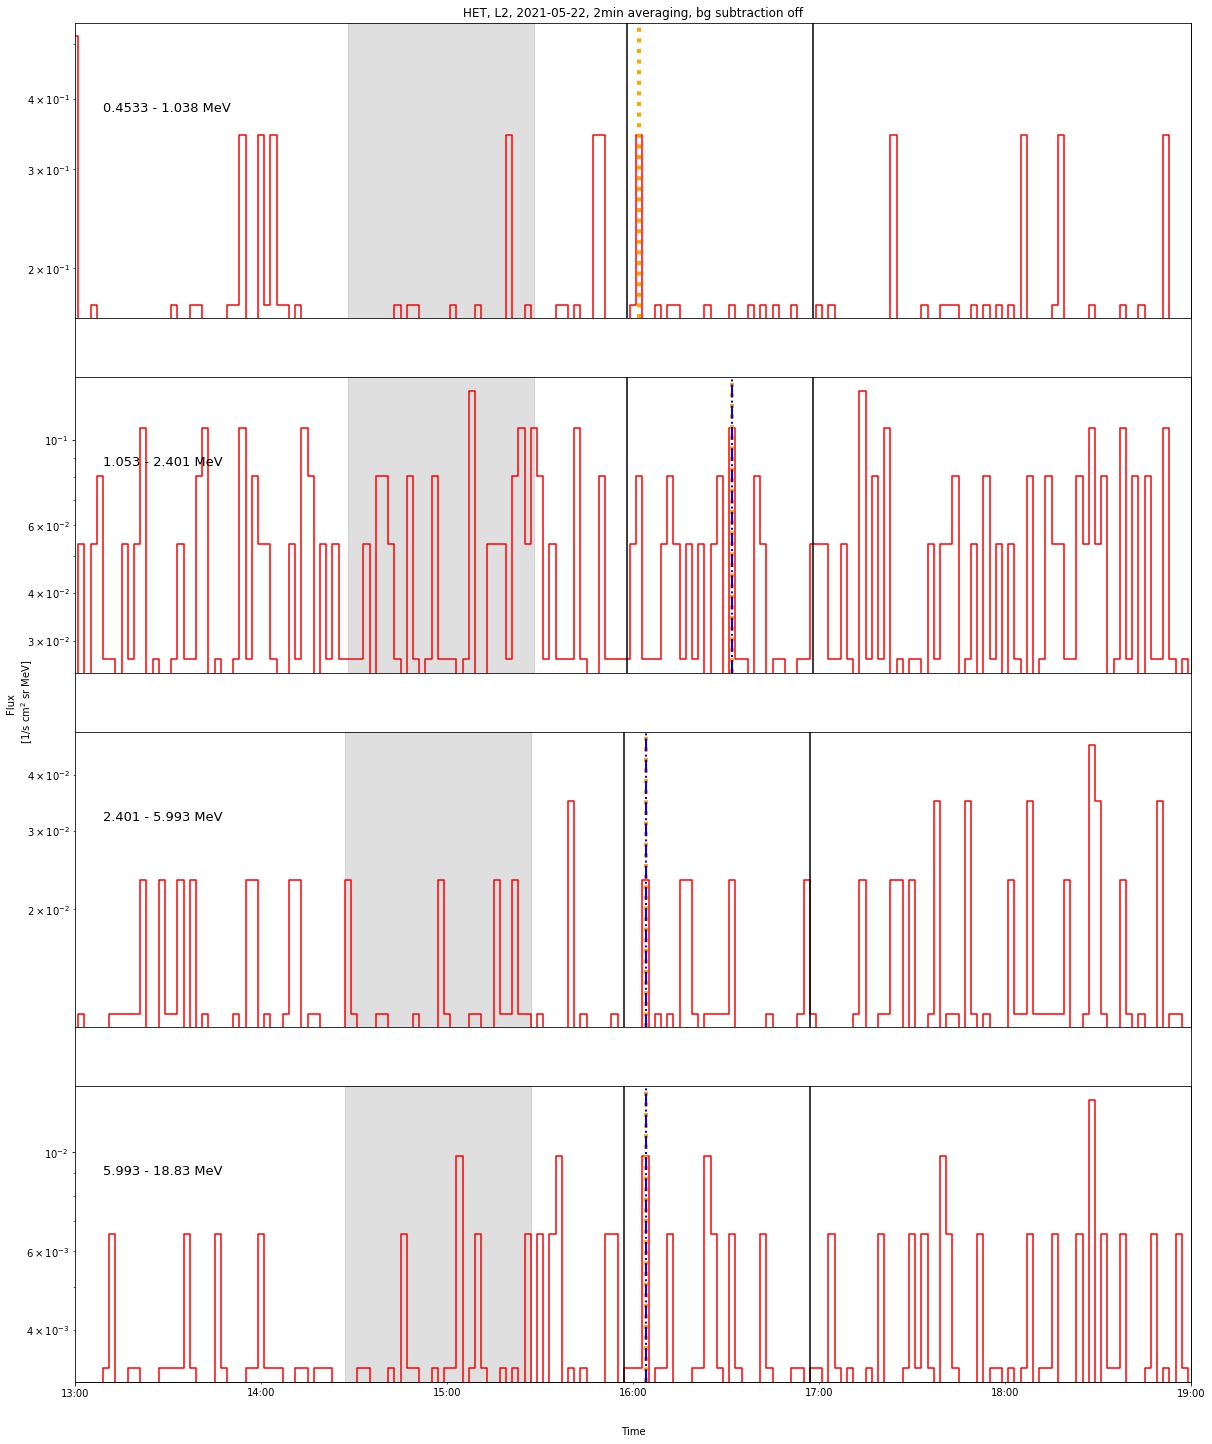 HET, L2, 2021-05-22, 2min averaging, bg subtraction off
4 × 10⁻¹
0.4533 - 1.038 MeV
3 × 10⁻¹
2 × 10⁻¹
10⁻¹
1.053 - 2.401 MeV
6 × 10⁻²
4 × 10⁻²
3 × 10⁻²
Flux
[1/s cm² sr MeV]
4 × 10⁻²
2.401 - 5.993 MeV
3 × 10⁻²
2 × 10⁻²
10⁻²
5.993 - 18.83 MeV
6 × 10⁻³
4 × 10⁻³
13:00 14:00 15:00 16:00 17:00 18:00 19:00
Time